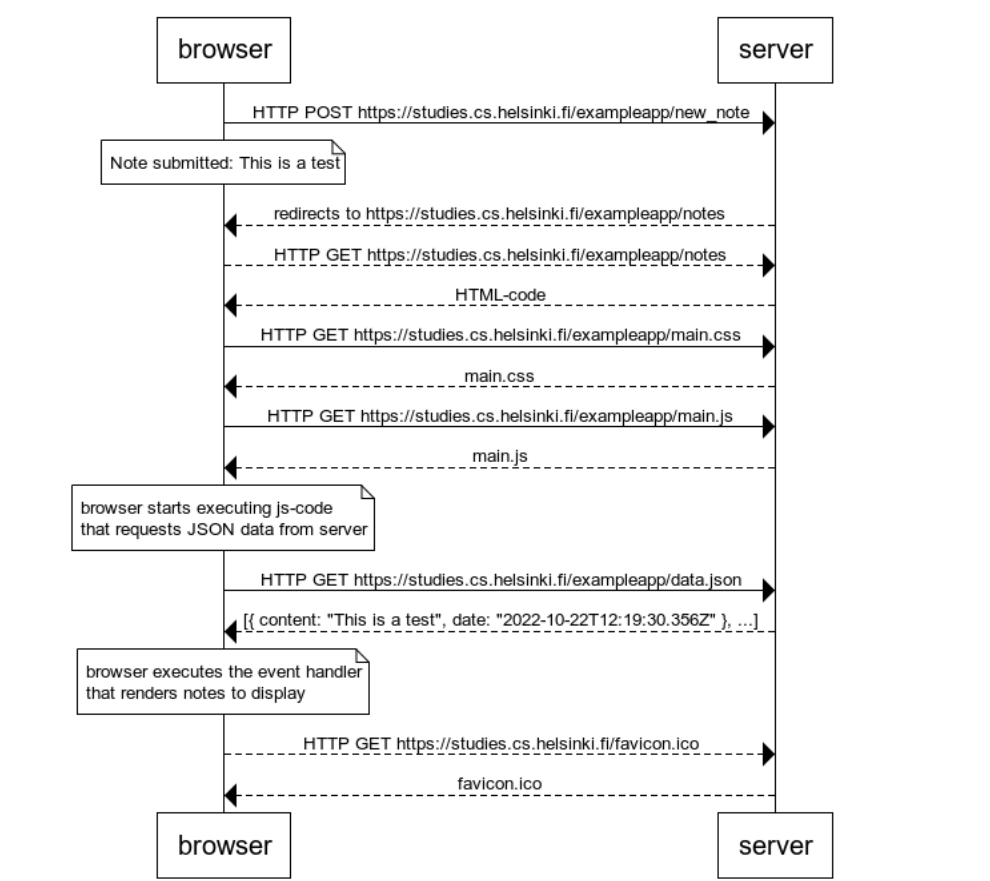 browser
server
HTTP POST https://studies.cs.helsinki.fi/exampleapp/new_note
Note submitted: This is a test
redirects to https://studies.cs.helsinki.fi/exampleapp/notes
HTTP GET https://studies.cs.helsinki.fi/exampleapp/notes
HTML-code
HTTP GET https://studies.cs.helsinki.fi/exampleapp/main.css
main.css
HTTP GET https://studies.cs.helsinki.fi/exampleapp/main.js
main.js
browser starts executing js-code
that requests JSON data from server
HTTP GET https://studies.cs.helsinki.fi/exampleapp/data.json
[{ content: "This is a test", date: "2022-10-22T12:19:30.356Z" }, ...]
browser executes the event handler
that renders notes to display
HTTP GET https://studies.cs.helsinki.fi/favicon.ico
favicon.ico
browser
server